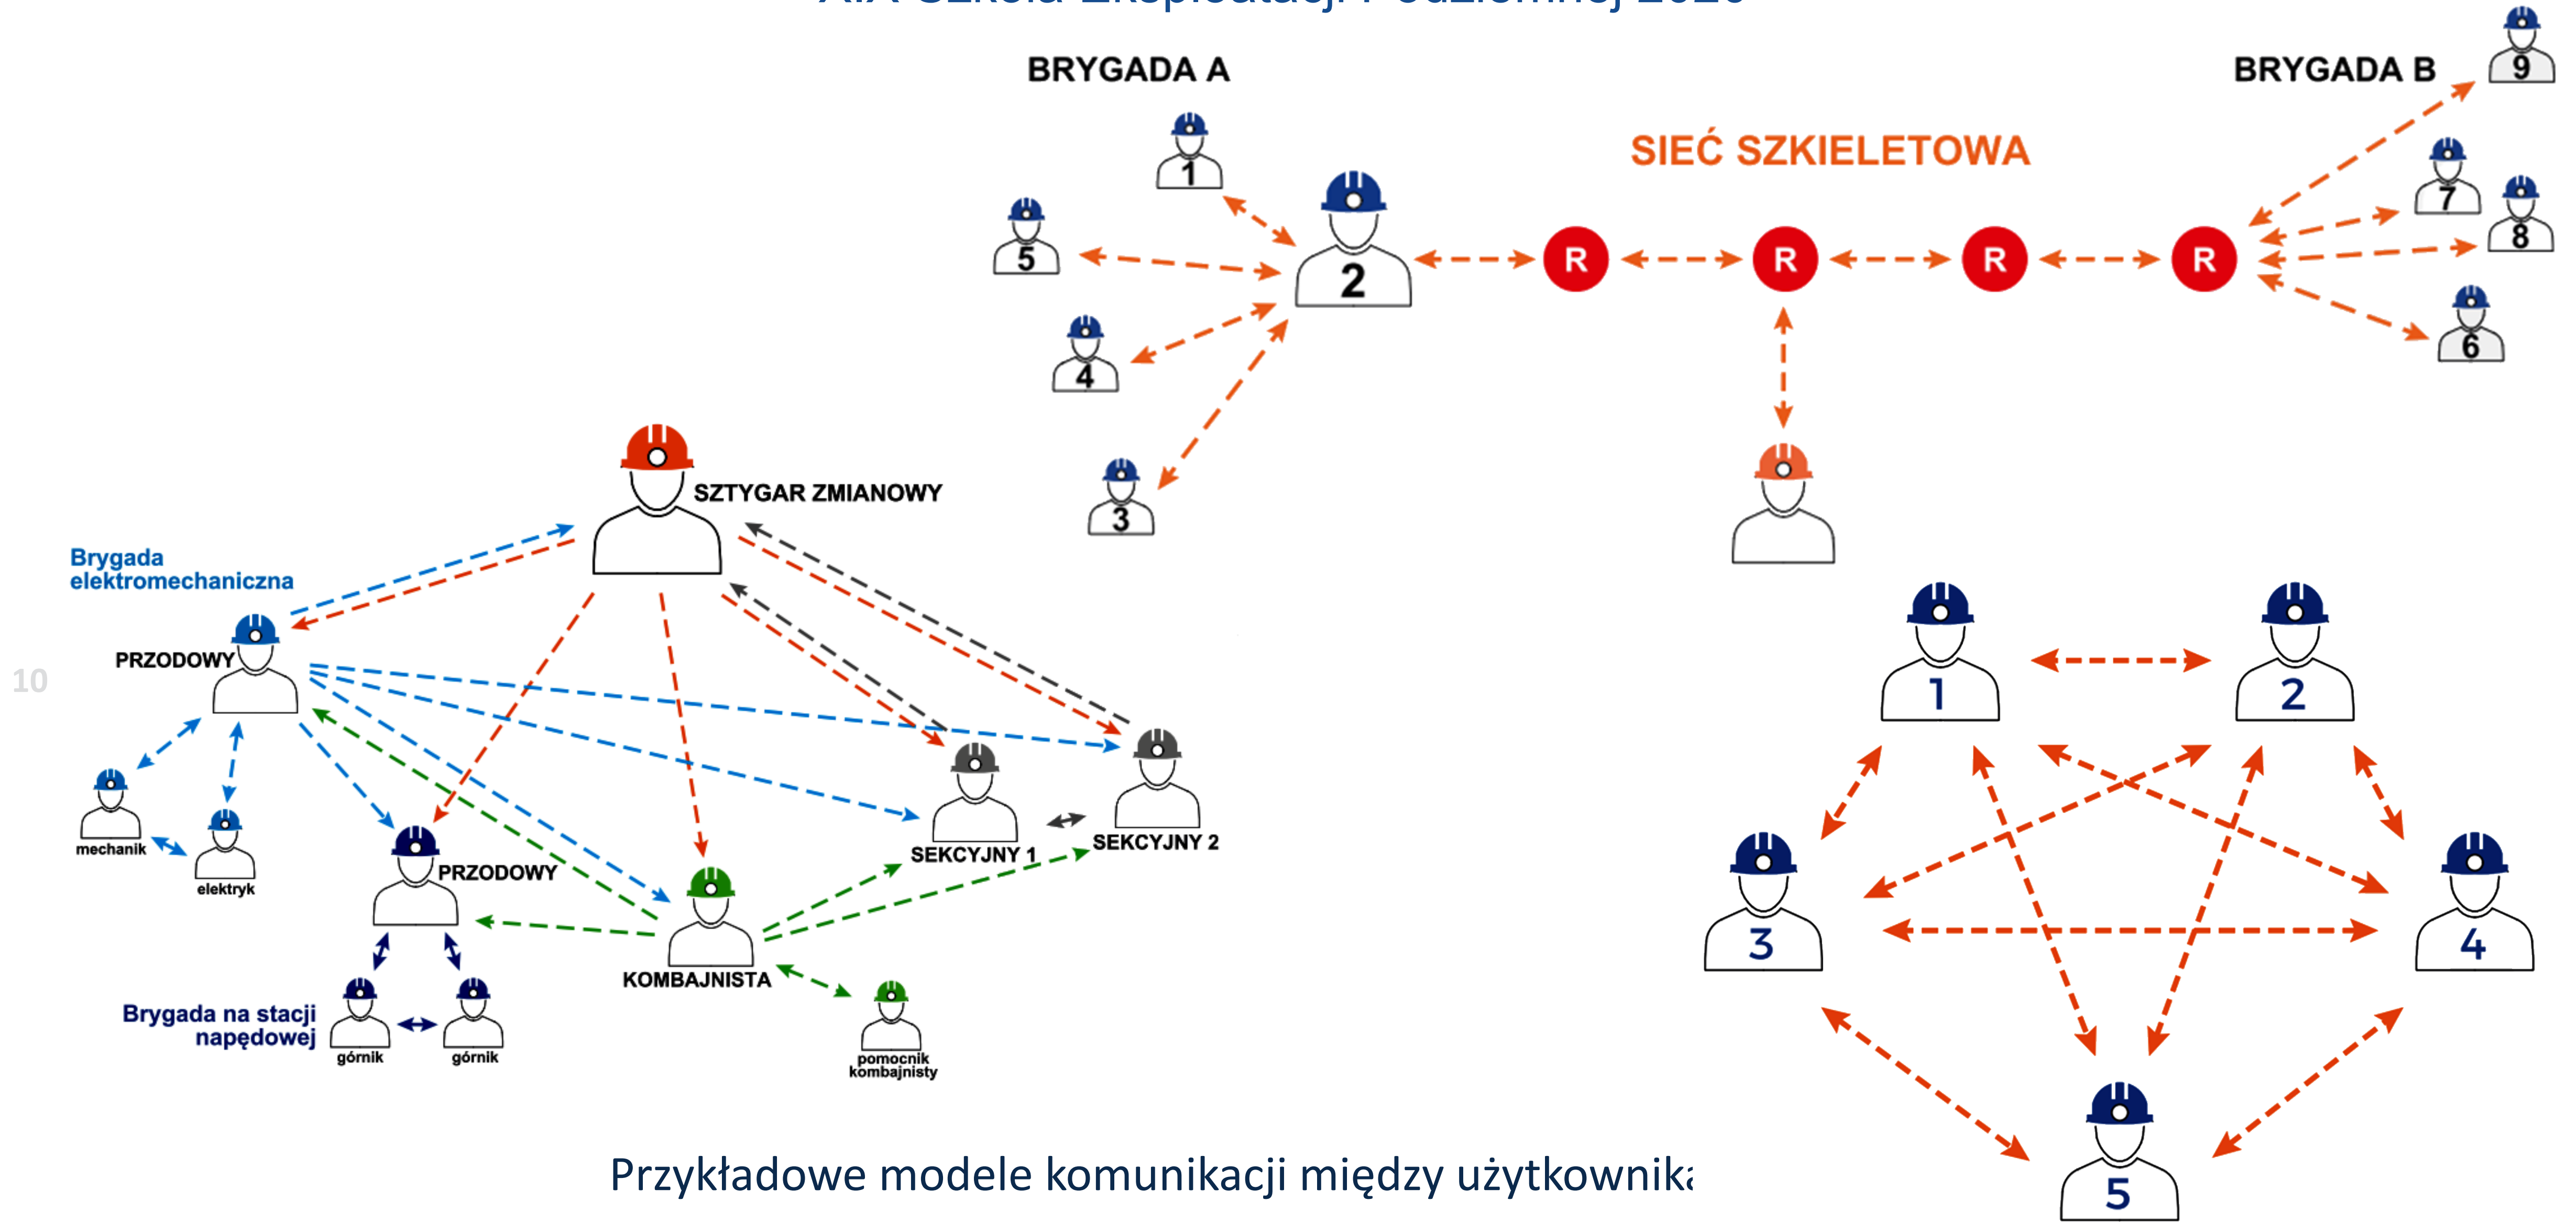 BRYGADA A
BRYGADA B
SIEĆ SZKIELETOWA
9
1
7
5
8
2
R
R
R
R
6
4
3
SZTYGAR ZMIANOWY
Brygada
elektromechaniczna
PRZODOWY
10
1
2
mechanik
elektryk
SEKCYJNY 1
SEKCYJNY 2
PRZODOWY
3
4
KOMBAJNISTA
Brygada na stacji
napędowej
górnik
górnik
pomocnik
kombajnisty
Przykładowe modele komunikacji między
5